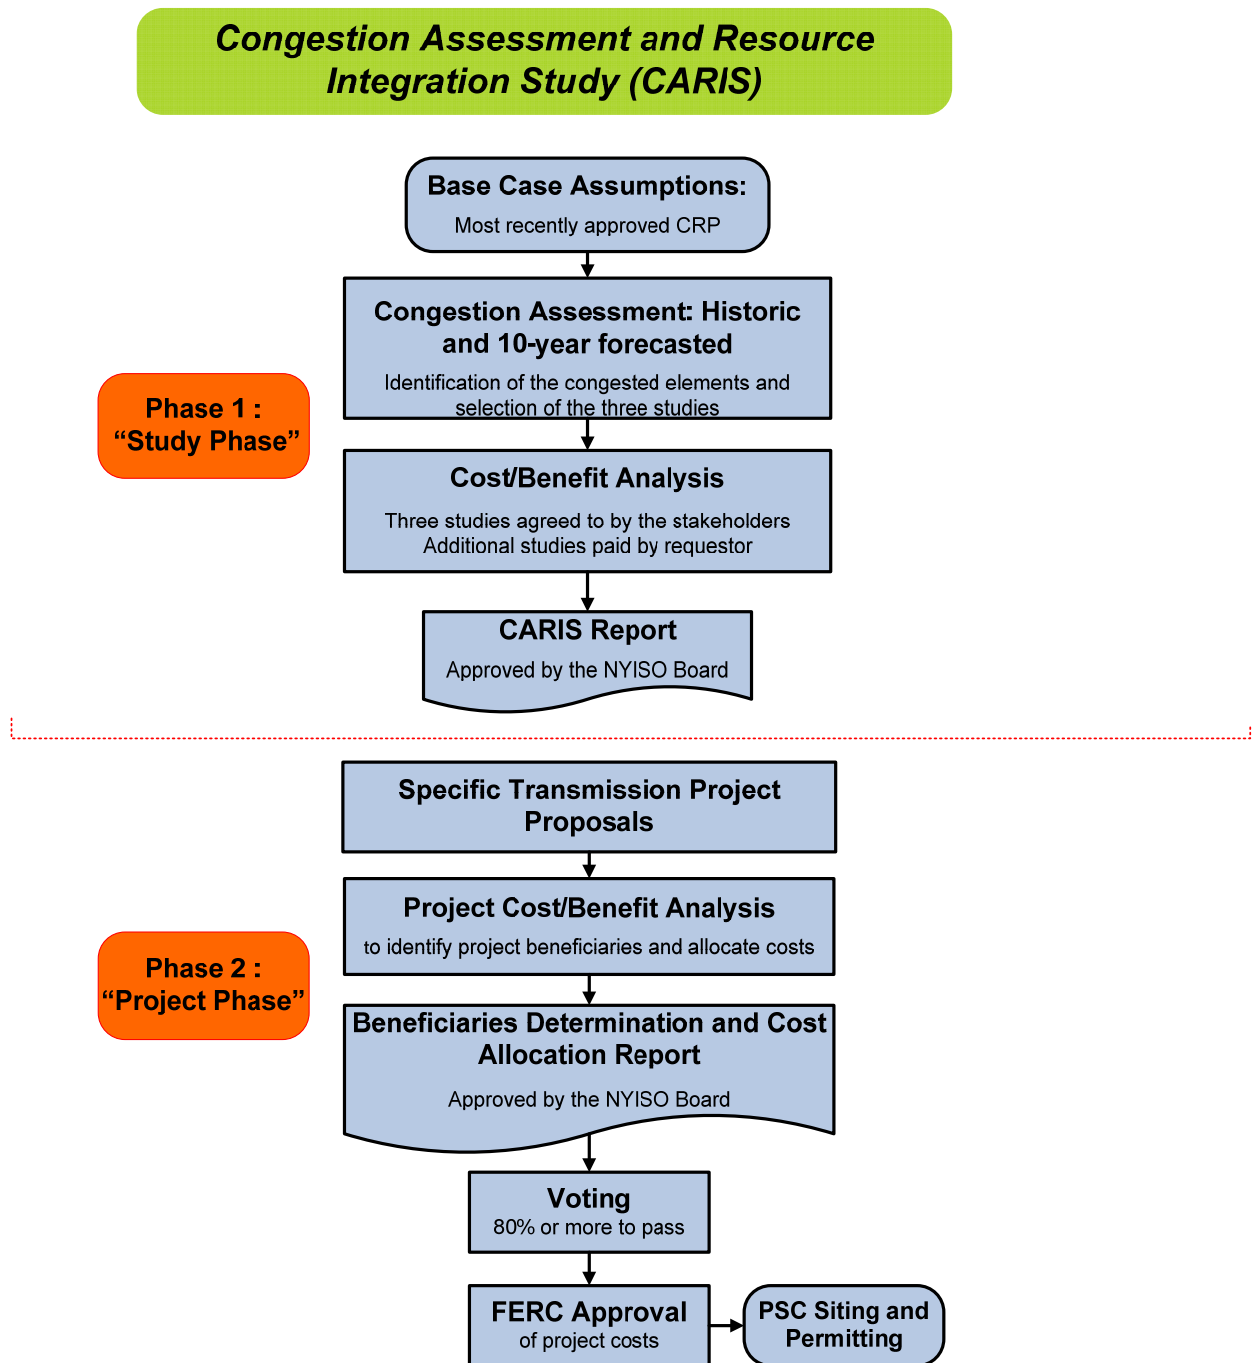 Congestion Assessment and Resource
Integration Study (CARIS)
Base Case Assumptions:
Most recently approved CRP
Congestion Assessment: Historic
and 10-year forecasted
Identification of the congested elements and
selection of the three studies
Phase 1 :
“Study Phase”
Cost/Benefit Analysis
Three studies agreed to by the stakeholders
Additional studies paid by requestor
CARIS Report
Approved by the NYISO Board
Specific Transmission Project
Proposals
Project Cost/Benefit Analysis
to identify project beneficiaries and allocate costs
Phase 2 :
“Project Phase”
Beneficiaries Determination and Cost
Allocation Report
Approved by the NYISO Board
Voting
80% or more to pass
FERC Approval
of project costs
PSC Siting and
Permitting